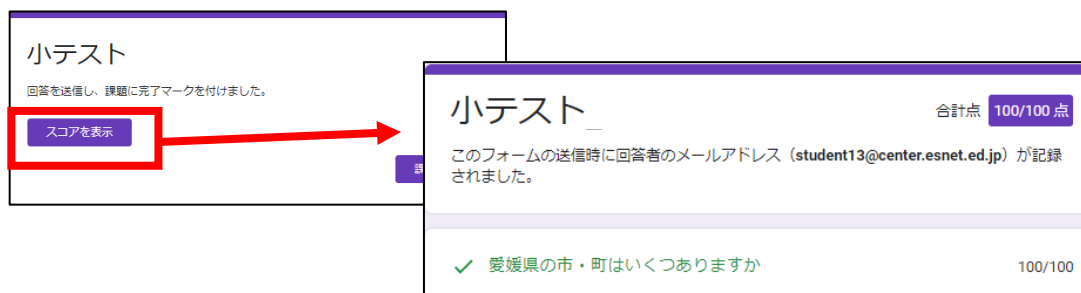 小テスト
回答を送信し、課題に完了マークを付けました。
スコアを表示
小テスト
合計点 100/100 点
このフォームの送信時に回答者のメールアドレス（student13@center.esnet.ed.jp）が記録
されました。
愛媛県の市・町はいくつありますか 100/100